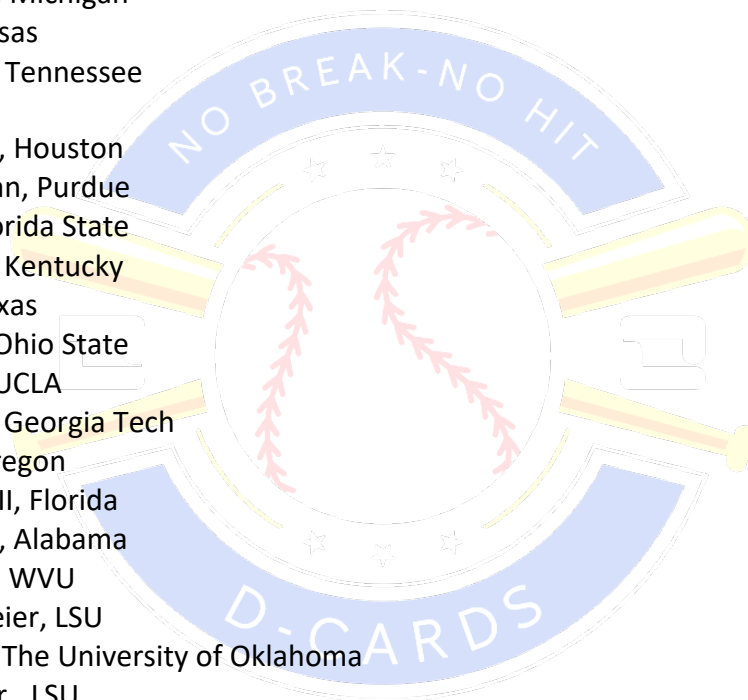 Michigan
sas
Tennessee
NO BREAK-NO HIT
, Houston
n, Purdue
rida State
Kentucky
xas
Ohio State
UCLA
Georgia Tech
regon
II, Florida
, Alabama
WVU
eier, LSU
The University of Oklahoma
r, LSU
D-CARDS